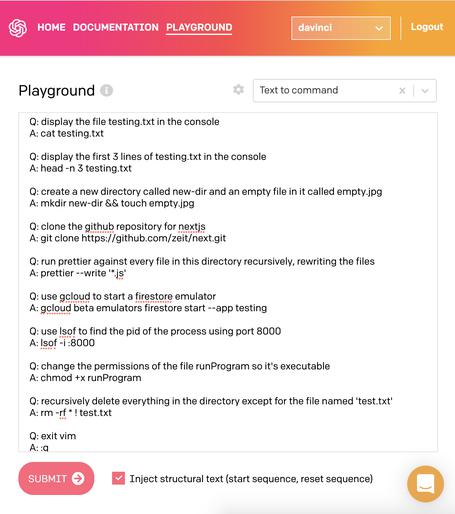 HOME DOCUMENTATION PLAYGROUND davinci Logout
Playground Text to command
Q: display the file testing.txt in the console
A: cat testing.txt
Q: display the first 3 lines of testing.txt in the console
A: head -n 3 testing.txt
Q: create a new directory called new-dir and an empty file in it called empty.jpg
A: mkdir new-dir && touch empty.jpg
Q: clone the github repository for nextjs
A: git clone https://github.com/zeit/next.git
Q: run prettier against every file in this directory recursively, rewriting the files
A: prettier --write '*.js'
Q: use gcloud to start a firestore emulator
A: gcloud beta emulators firestore start --app testing
Q: use lsof to find the pid of the process using port 8000
A: lsof -i :8000
Q: change the permissions of the file runProgram so it's executable
A: chmod +x runProgram
Q: recursively delete everything in the directory except for the file named 'test.txt'
A: rm -rf * ! test.txt
Q: exit vim
A: :q
SUBMIT Inject structural text (start sequence, reset sequence)